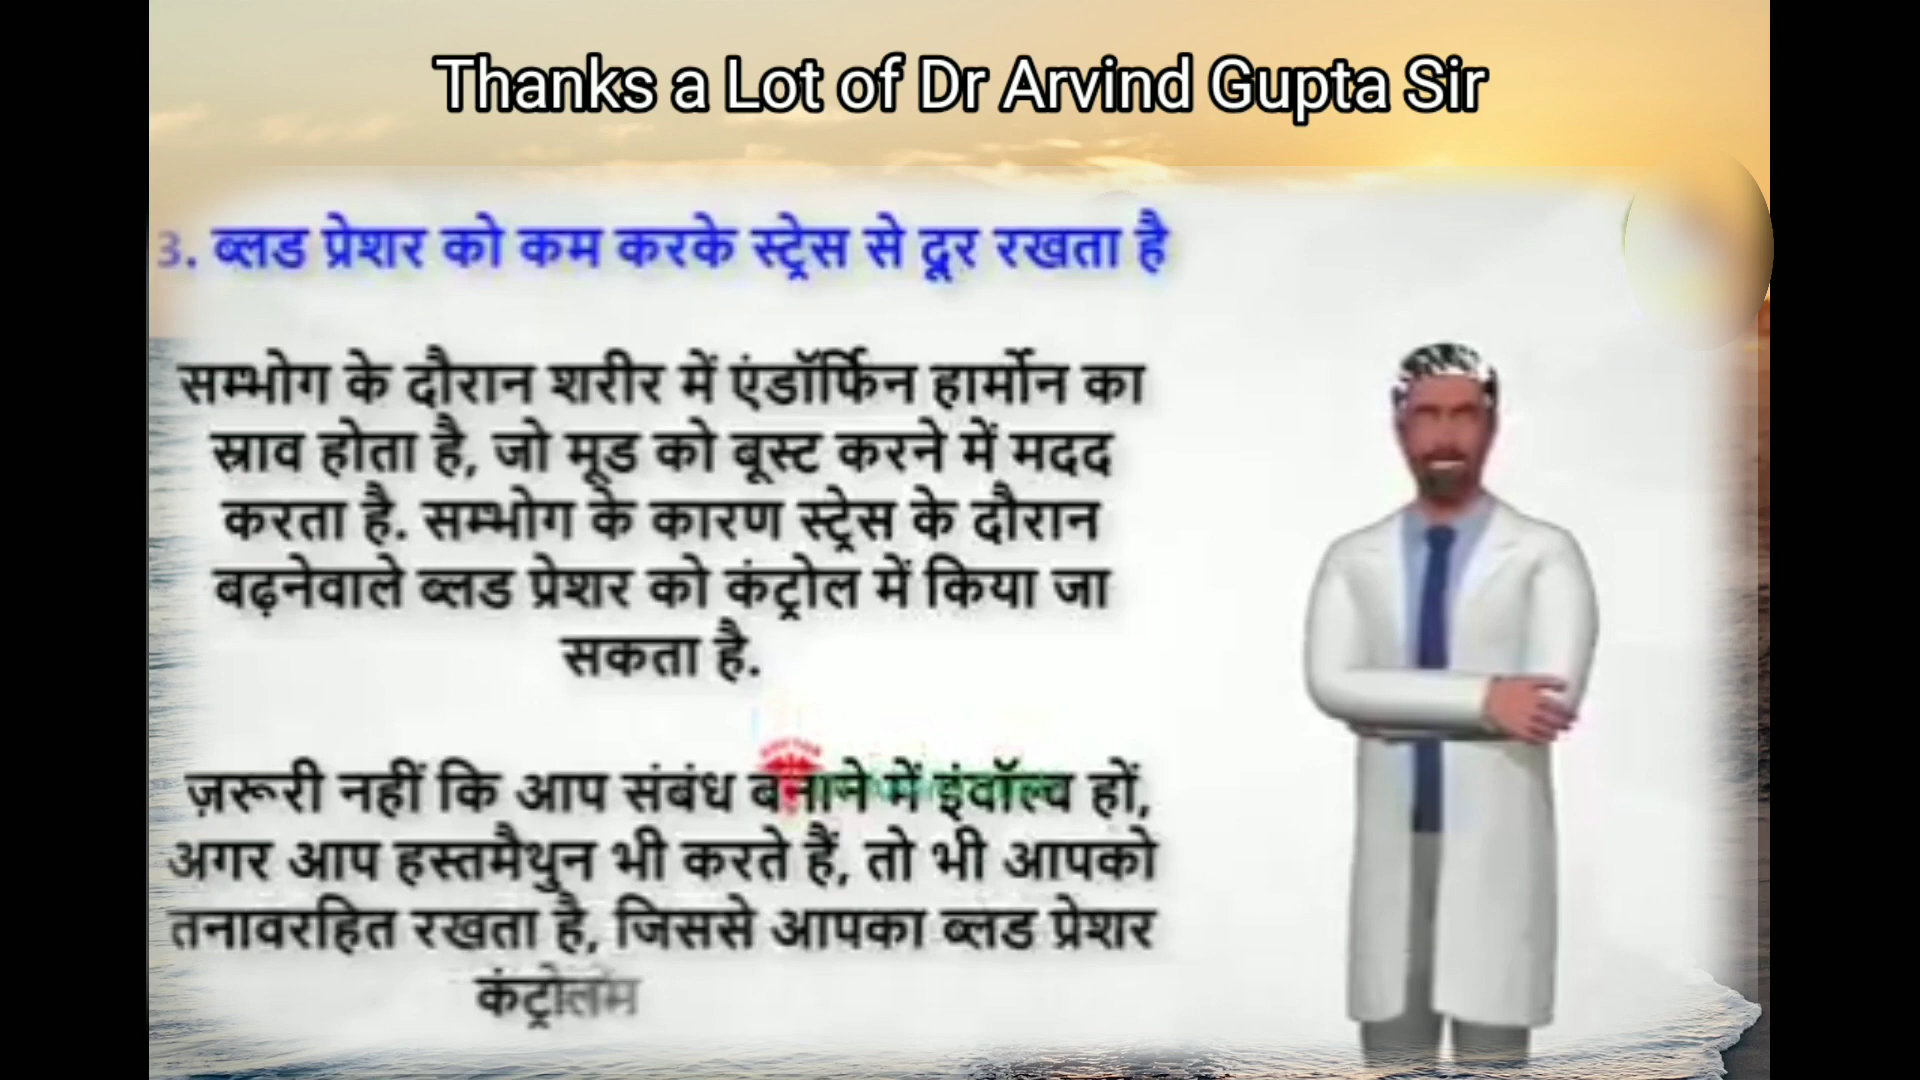 Thanks a Lot of Dr Arvind Gupta Sir
3. ब्लड प्रेशर को कम करके स्ट्रेस से दूर रखता है
सम्भोग के दौरान शरीर में एंडॉर्फिन हार्मोन का
स्राव होता है, जो मूड को बूस्ट करने में मदद
करता है. सम्भोग के कारण स्ट्रेस के दौरान
बढ़नेवाले ब्लड प्रेशर को कंट्रोल में किया जा
सकता है.
ज़रूरी नहीं कि आप संबंध बनाने में इंवॉल्व हों,
अगर आप हस्तमैथुन भी करते हैं, तो भी आपको
तनावरहित रखता है, जिससे आपका ब्लड प्रेशर